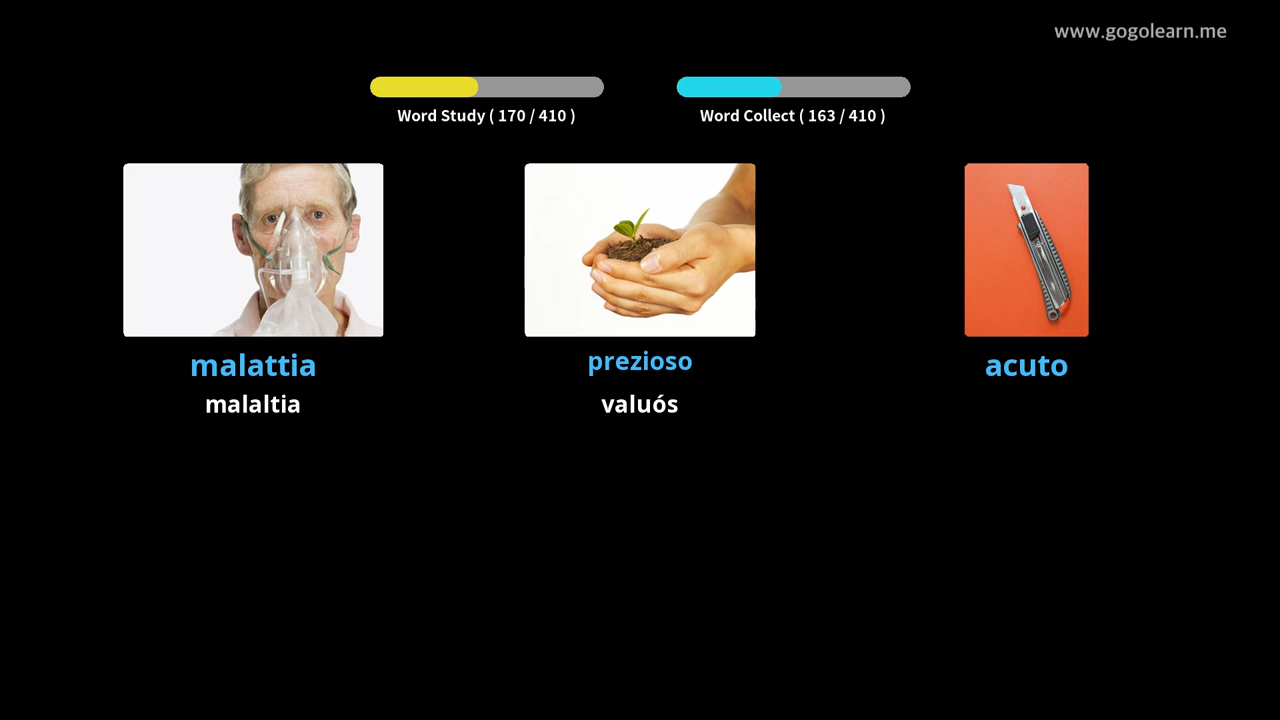 www.gogolearn.me
Word Study ( 170 / 410 )
Word Collect ( 163 / 410 )
malattia
malaltia
prezioso
valuós
acuto